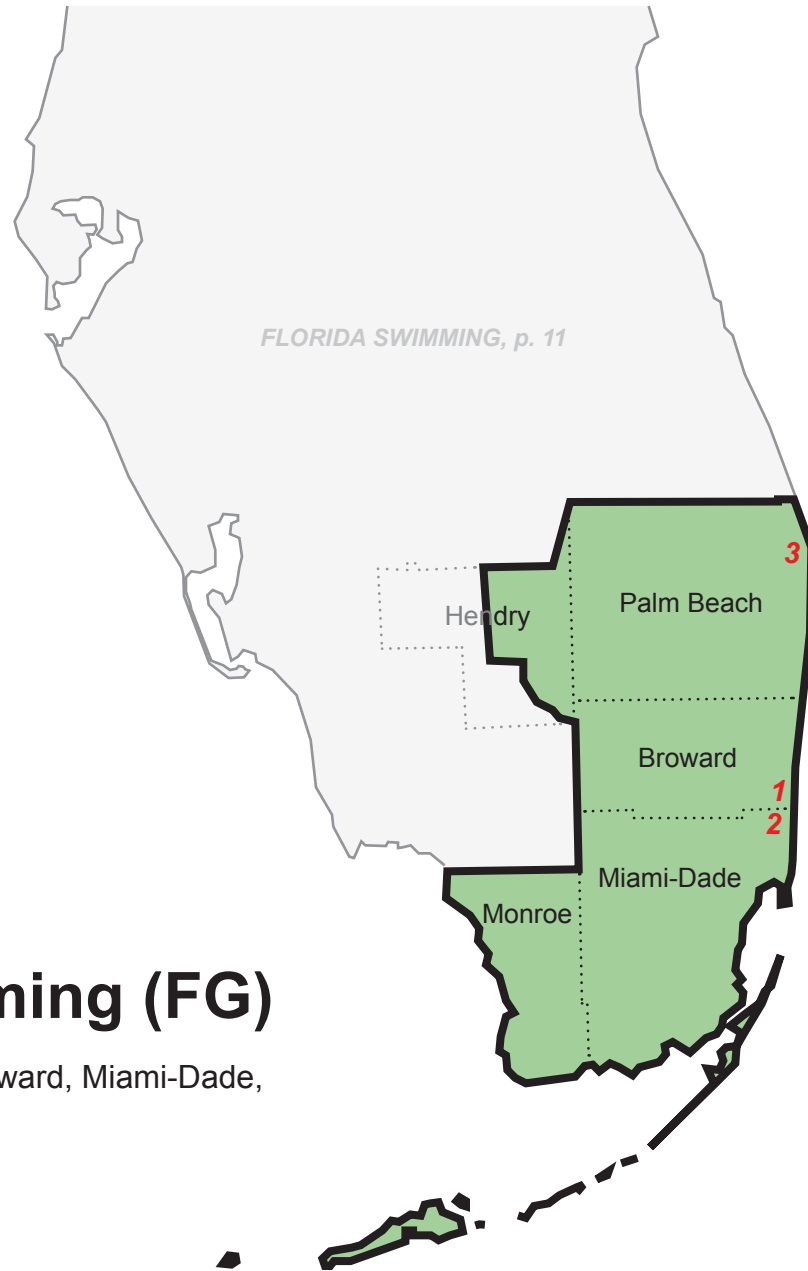 FLORIDA SWIMMING, p. 11
3
Hendry
Palm Beach
Broward
1
2
Miami-Dade
Monroe
ming (FG)
ward, Miami-Dade,